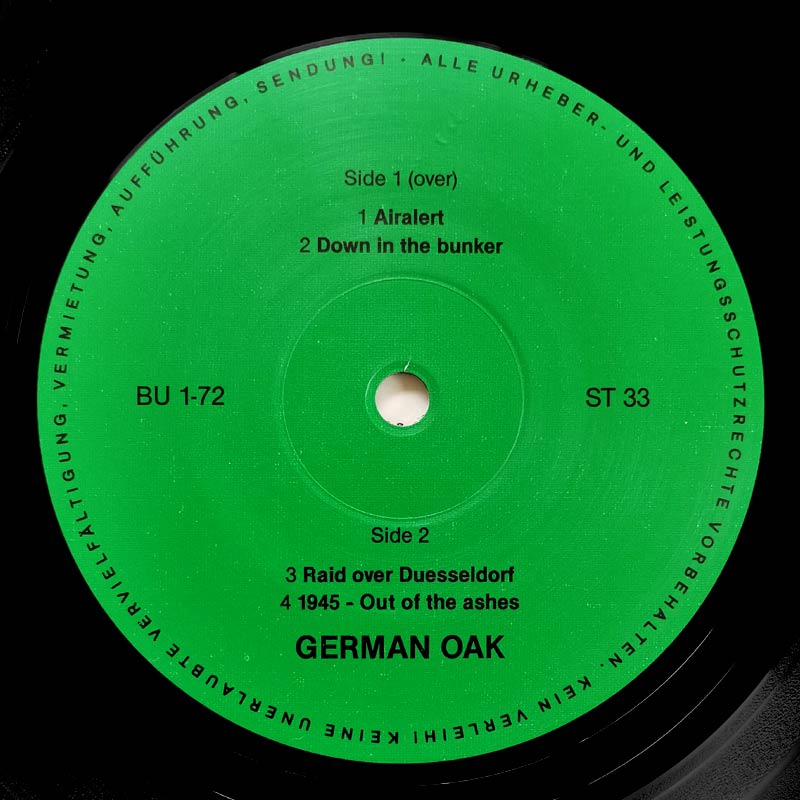 ALLE URHEBER- UND LEISTUNGSSCHUTZRECHTE VORBEHALTEN. KEIN VERLEIH! KEINE UNERLAUBTE VERVIELFÄLTIGUNG, VERMIETUNG, AUFFÜHRUNG, SENDUNG! ·
Side 1 (over)
1 Airalert
2 Down in the bunker
BU 1-72
ST 33
Side 2
3 Raid over Duesseldorf
4 1945 - Out of the ashes
GERMAN OAK